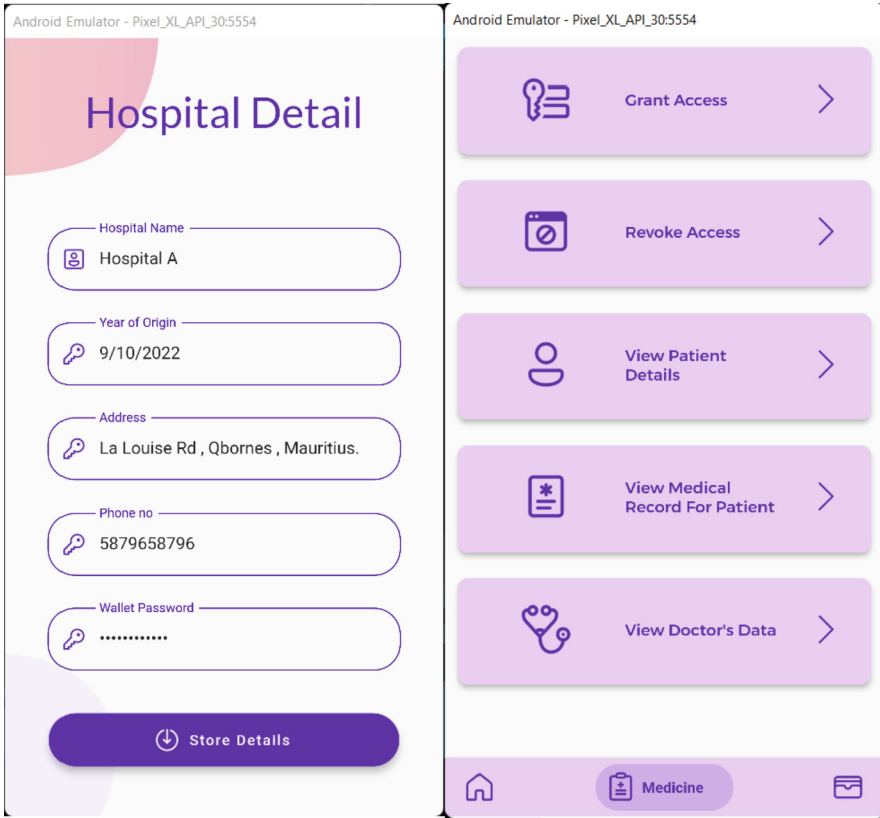 Android Emulator - Pixel_XL_API_30:5554
Hospital Detail
Hospital Name
Hospital A
Year of Origin
9/10/2022
Address
La Louise Rd , Qbornes , Mauritius.
Phone no
5879658796
Wallet Password
••••••••••••
Store Details
Android Emulator - Pixel_XL_API_30:5554
Grant Access
Revoke Access
View Patient
Details
View Medical
Record For Patient
View Doctor's Data
Medicine